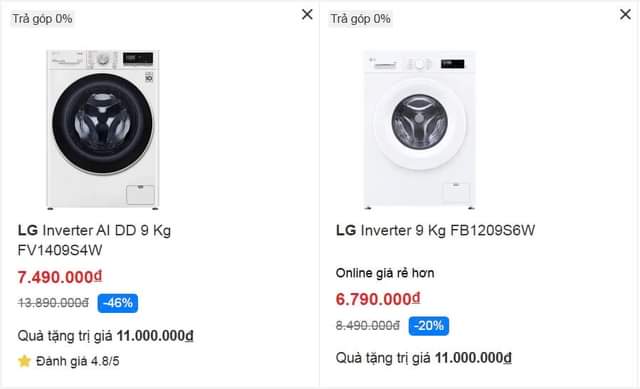 Trả góp 0%
LG Inverter AI DD 9 Kg
FV1409S4W
7.490.000₫
13.890.000₫ -46%
Quà tặng trị giá 11.000.000₫
Đánh giá 4.8/5
Trả góp 0%
LG Inverter 9 Kg FB1209S6W
Online giá rẻ hơn
6.790.000₫
8.490.000₫ -20%
Quà tặng trị giá 11.000.000₫